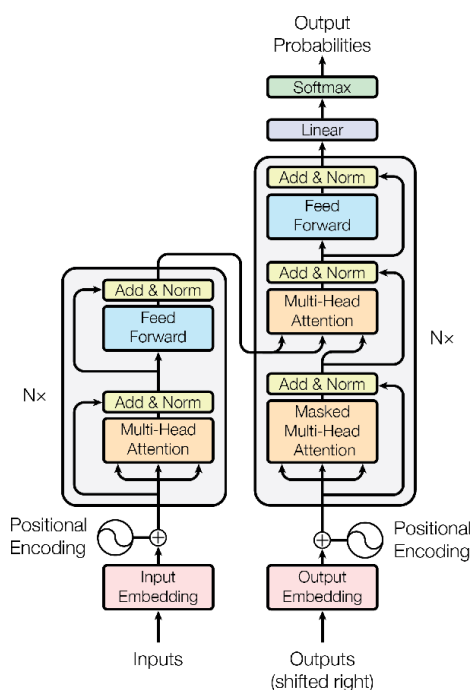 Output
Probabilities
Softmax
Linear
Add & Norm
Feed
Forward
Add & Norm
Multi-Head
Attention
Add & Norm
Masked
Multi-Head
Attention
Nx
Add & Norm
Feed
Forward
Add & Norm
Multi-Head
Attention
Nx
Positional
Encoding
Positional
Encoding
Input
Embedding
Output
Embedding
Inputs
Outputs
(shifted right)